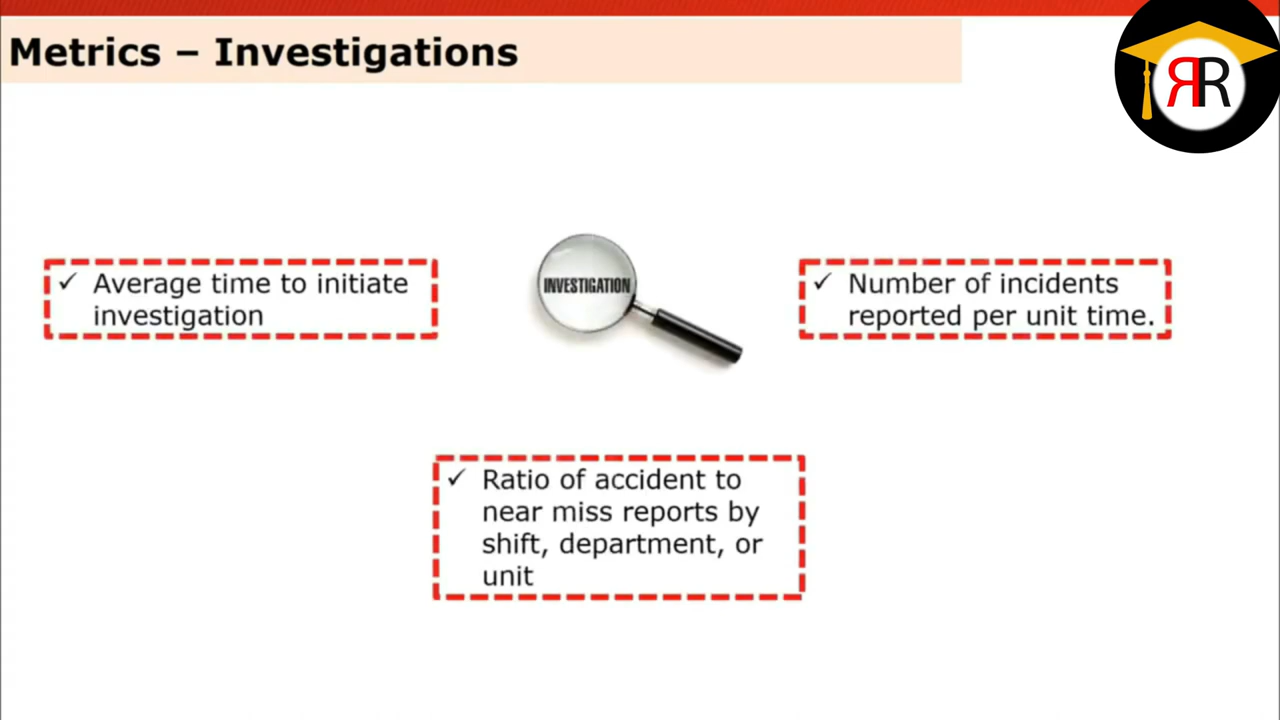 Metrics – Investigations
ЯR
✓ Average time to initiate
investigation
INVESTIGATION
✓ Number of incidents
reported per unit time.
✓ Ratio of accident to
near miss reports by
shift, department, or
unit